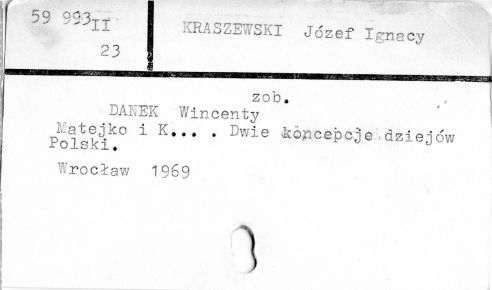 59 993 II
23
KRASZEWSKI Józef Ignacy
zob.
DANEK Wincenty
Matejko i K... . Dwie koncepcje dziejów
Polski.
Wrocław 1969